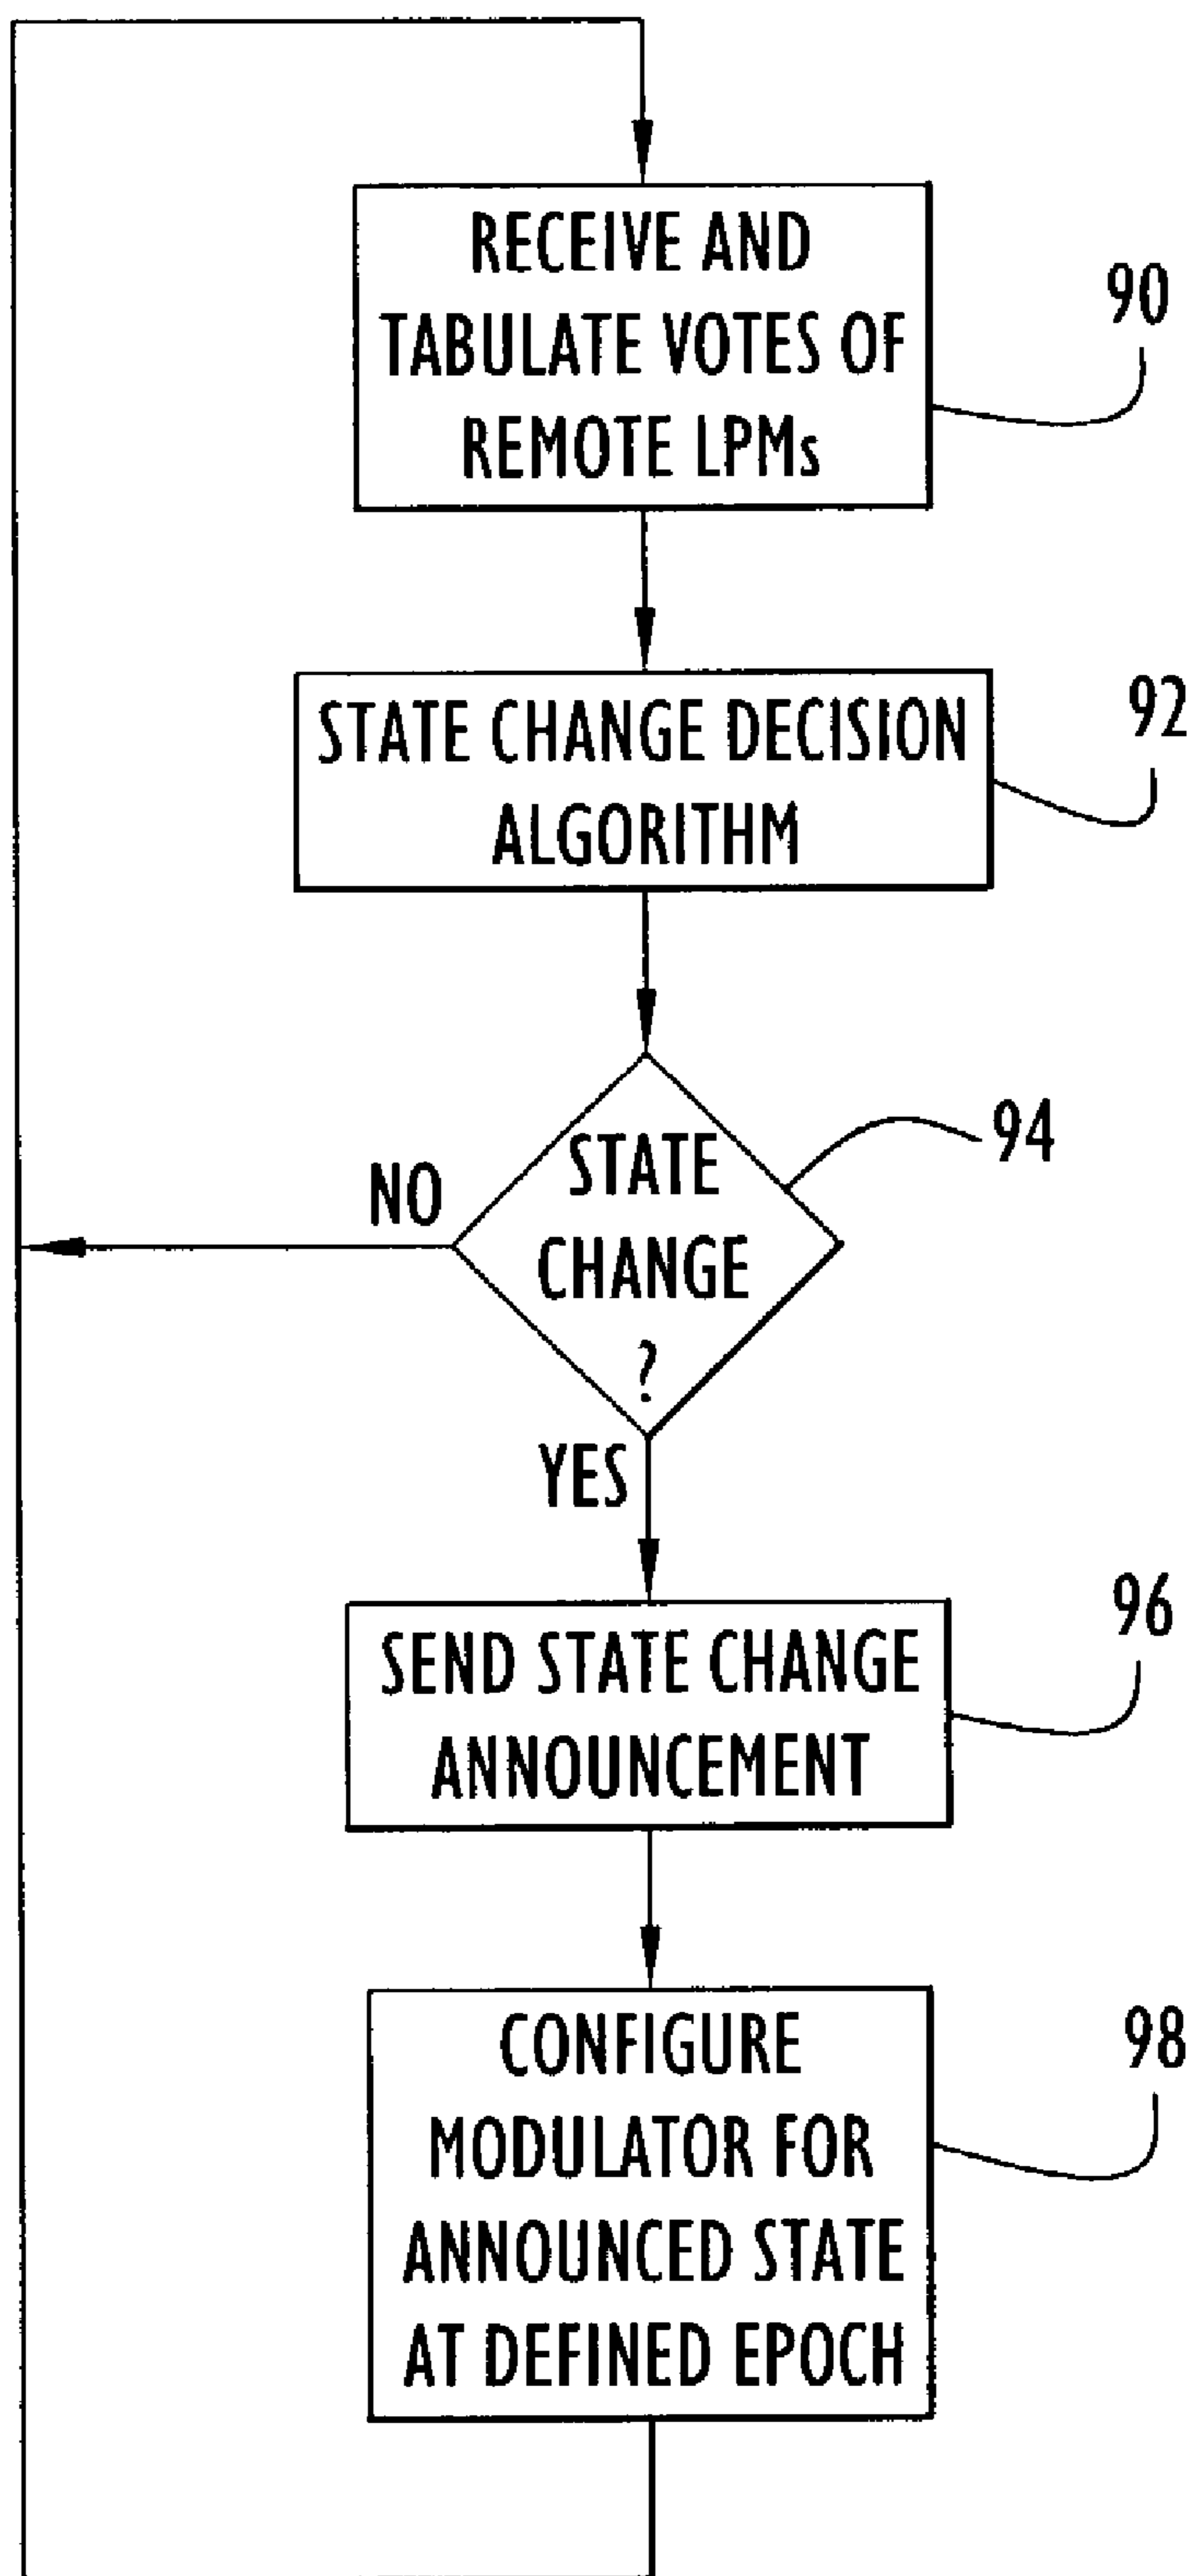 RECEIVE AND
TABULATE VOTES OF
REMOTE LPMs
90
STATE CHANGE DECISION
ALGORITHM
92
STATE
CHANGE
?
94
NO
YES
SEND STATE CHANGE
ANNOUNCEMENT
96
CONFIGURE
MODULATOR FOR
ANNOUNCED STATE
AT DEFINED EPOCH
98